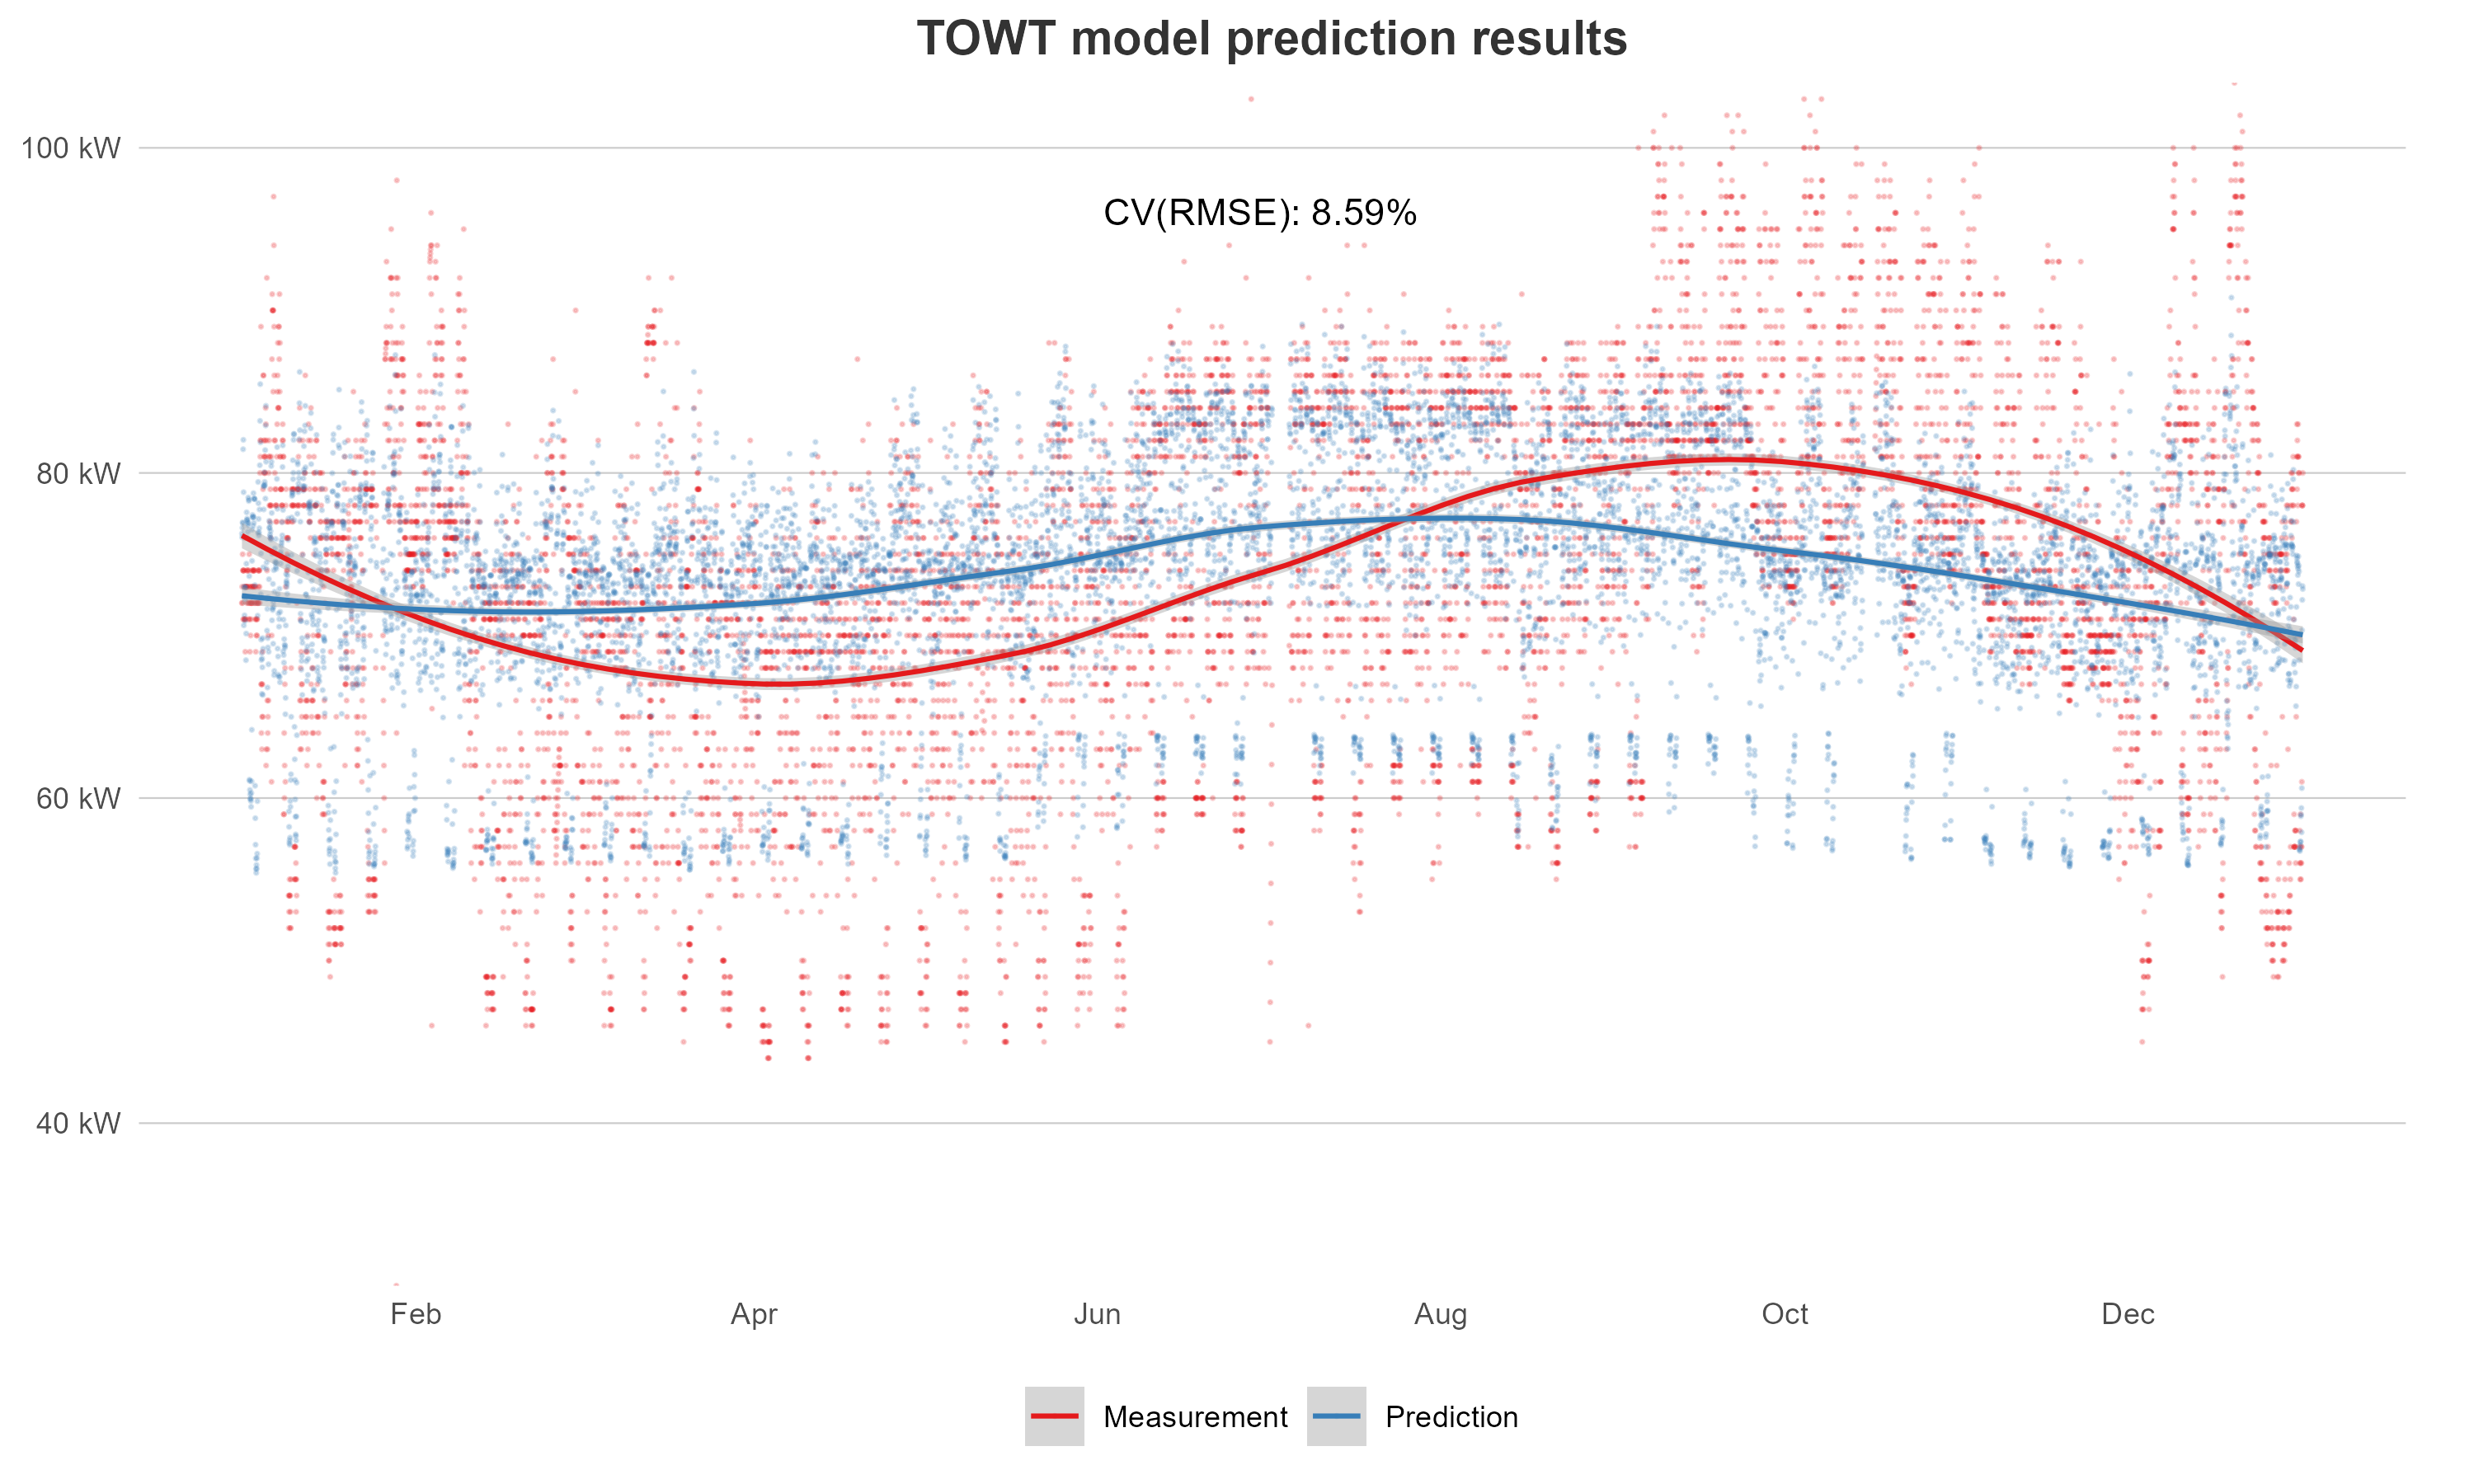 TOWT model prediction results
100 kW
CV(RMSE): 8.59%
80 kW
60 kW
40 kW
Feb Apr Jun Aug Oct Dec
Measurement Prediction